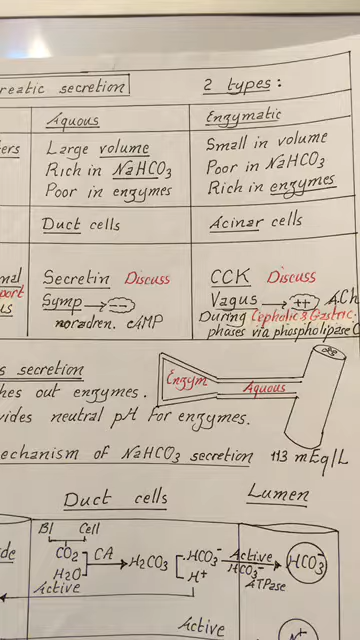 reatic secretion 2 types:
Aquous Enzymatic
ers Large volume Small in volume
Rich in NaHCO3 Poor in NaHCO3
Poor in enzymes Rich in enzymes
Duct cells Acinar cells
nal Secretin Discuss CCK Discuss
port Symp → -- Vagus → ++ ACh
us noradren. cAMP During Cepholic & Gastric.
phases via phospholipase C
s secretion
hes out enzymes. Enzym Aquous
vides neutral pH For enzymes.
echanism of NaHCO3 secretion 113 mEq/L
Duct cells Lumen
Bl Cell
CO2 CA → H2CO3 HCO3- Active HCO3-
H2O H+ HCO3- ATPase
de Active
Active